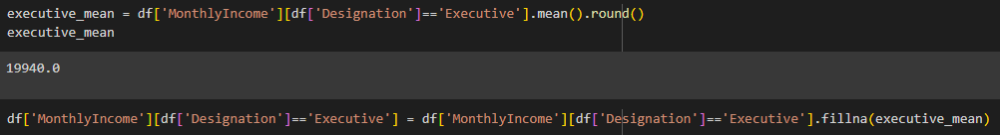 executive_mean = df['MonthlyIncome'][df['Designation']=='Executive'].mean().round()
executive_mean
19940.0
df['MonthlyIncome'][df['Designation']=='Executive'] = df['MonthlyIncome'][df['Designation']=='Executive'].fillna(executive_mean)